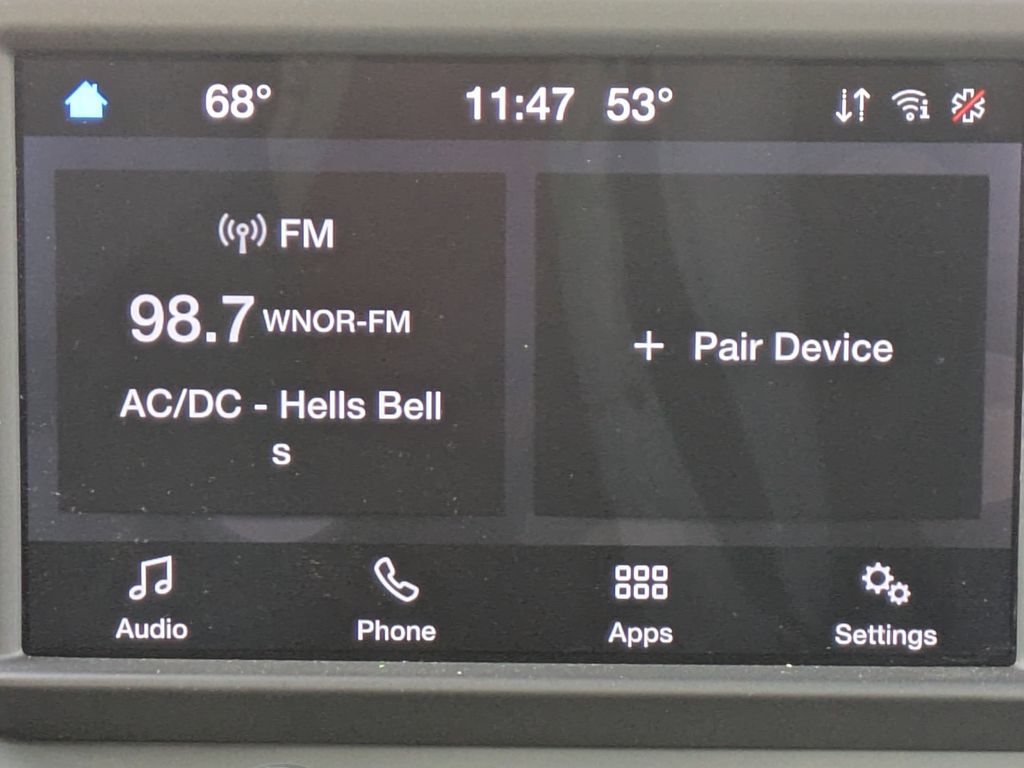 68° 11:47 53°
FM
98.7 WNOR-FM
AC/DC - Hells Bell
s
+ Pair Device
Audio Phone Apps Settings